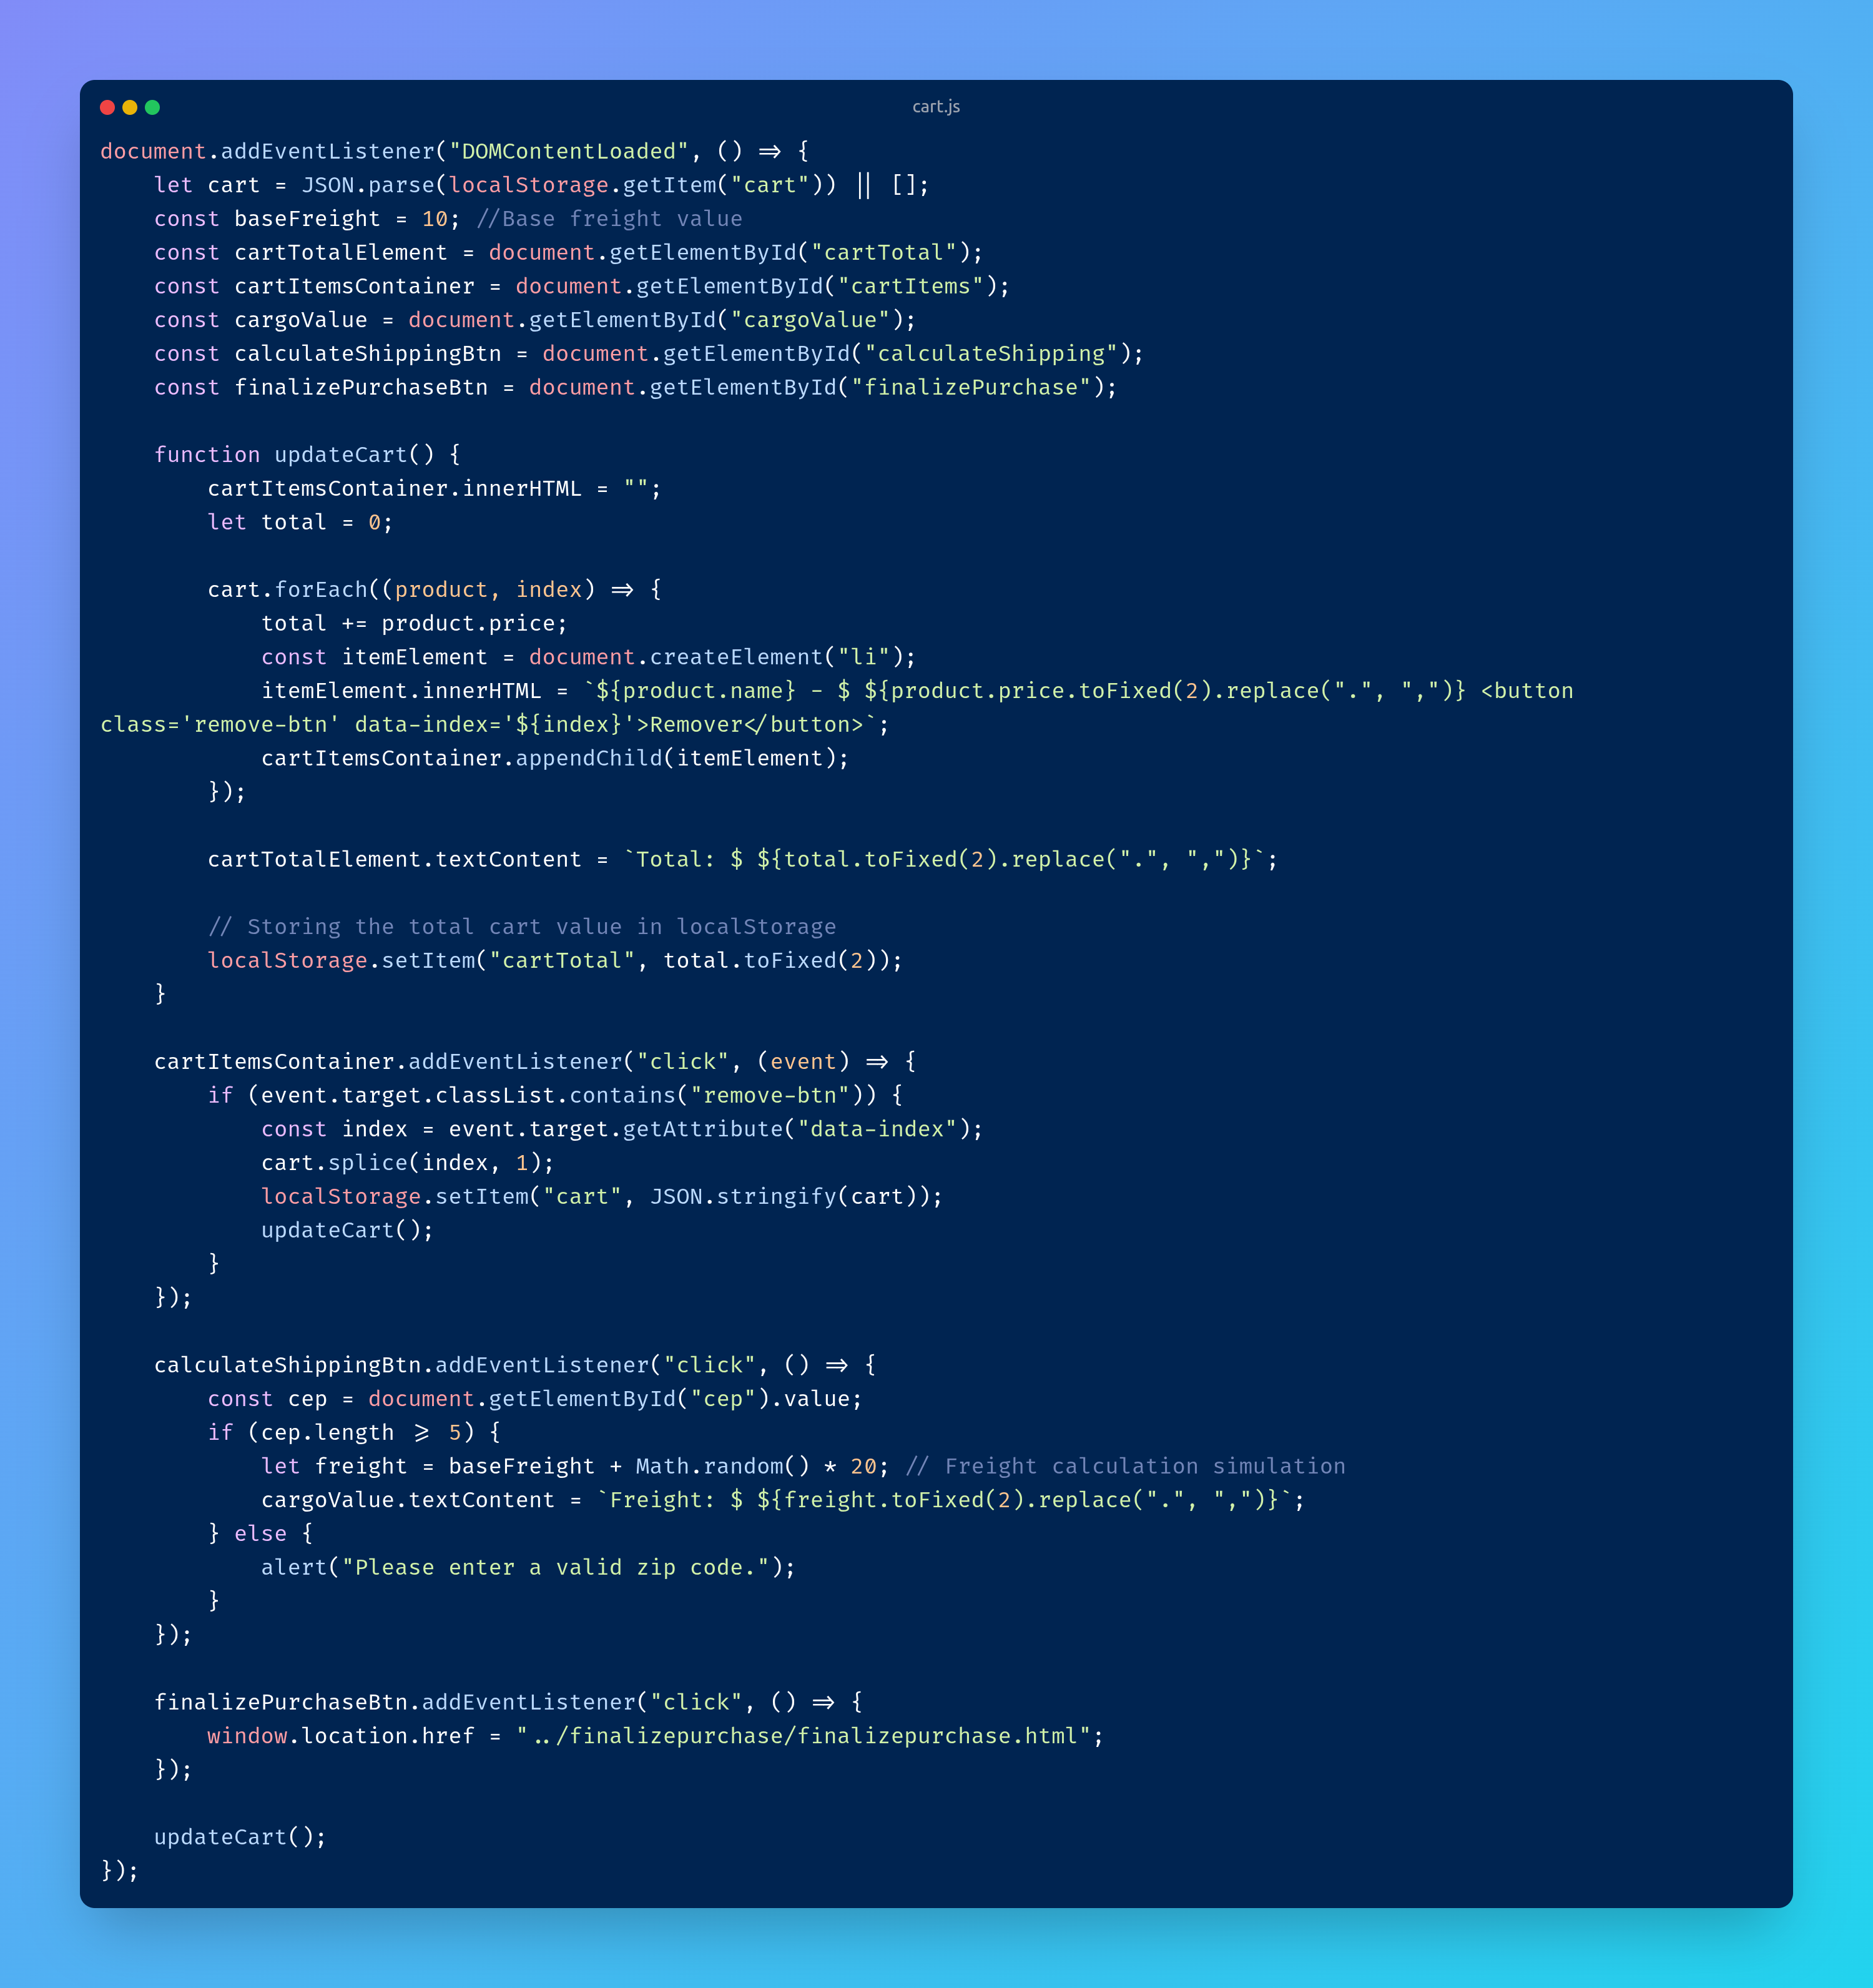 cart.js
document.addEventListener("DOMContentLoaded", () => {
    let cart = JSON.parse(localStorage.getItem("cart")) || [];
    const baseFreight = 10; //Base freight value
    const cartTotalElement = document.getElementById("cartTotal");
    const cartItemsContainer = document.getElementById("cartItems");
    const cargoValue = document.getElementById("cargoValue");
    const calculateShippingBtn = document.getElementById("calculateShipping");
    const finalizePurchaseBtn = document.getElementById("finalizePurchase");

    function updateCart() {
        cartItemsContainer.innerHTML = "";
        let total = 0;

        cart.forEach((product, index) => {
            total += product.price;
            const itemElement = document.createElement("li");
            itemElement.innerHTML = `${product.name} - $ ${product.price.toFixed(2).replace(".", ",")} <button
class='remove-btn' data-index='${index}'>Remover</button>`;
            cartItemsContainer.appendChild(itemElement);
        });

        cartTotalElement.textContent = `Total: $ ${total.toFixed(2).replace(".", ",")}`;

        // Storing the total cart value in localStorage
        localStorage.setItem("cartTotal", total.toFixed(2));
    }

    cartItemsContainer.addEventListener("click", (event) => {
        if (event.target.classList.contains("remove-btn")) {
            const index = event.target.getAttribute("data-index");
            cart.splice(index, 1);
            localStorage.setItem("cart", JSON.stringify(cart));
            updateCart();
        }
    });

    calculateShippingBtn.addEventListener("click", () => {
        const cep = document.getElementById("cep").value;
        if (cep.length >= 5) {
            let freight = baseFreight + Math.random() * 20; // Freight calculation simulation
            cargoValue.textContent = `Freight: $ ${freight.toFixed(2).replace(".", ",")}`;
        } else {
            alert("Please enter a valid zip code.");
        }
    });

    finalizePurchaseBtn.addEventListener("click", () => {
        window.location.href = "../finalizepurchase/finalizepurchase.html";
    });

    updateCart();
});